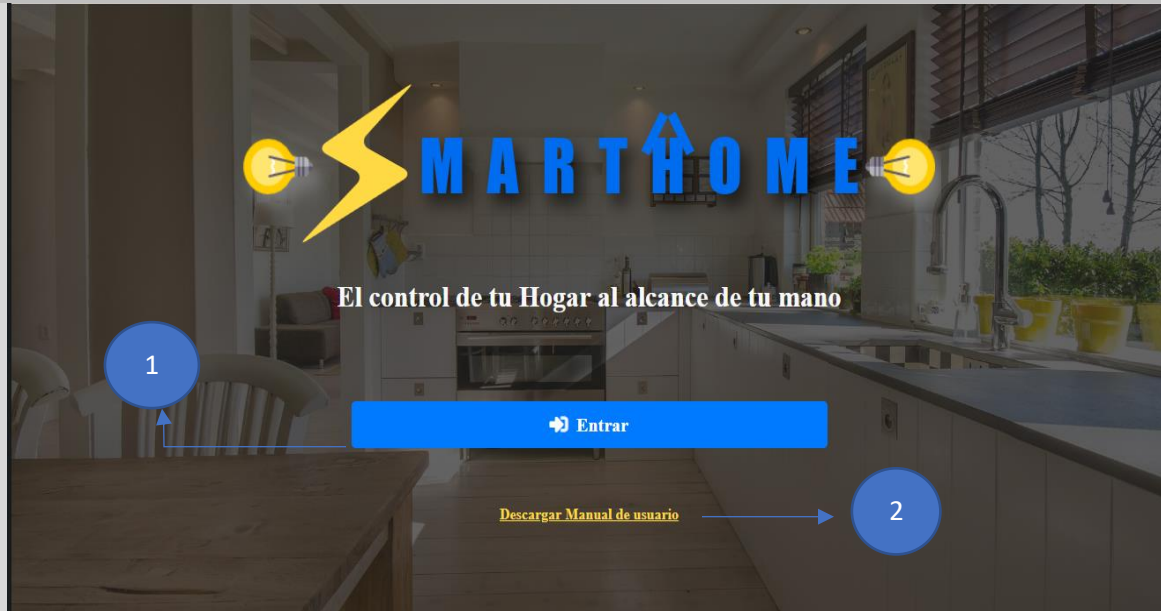 SMARTHOME
El control de tu Hogar al alcance de tu mano
1
Entrar
Descargar Manual de usuario
2